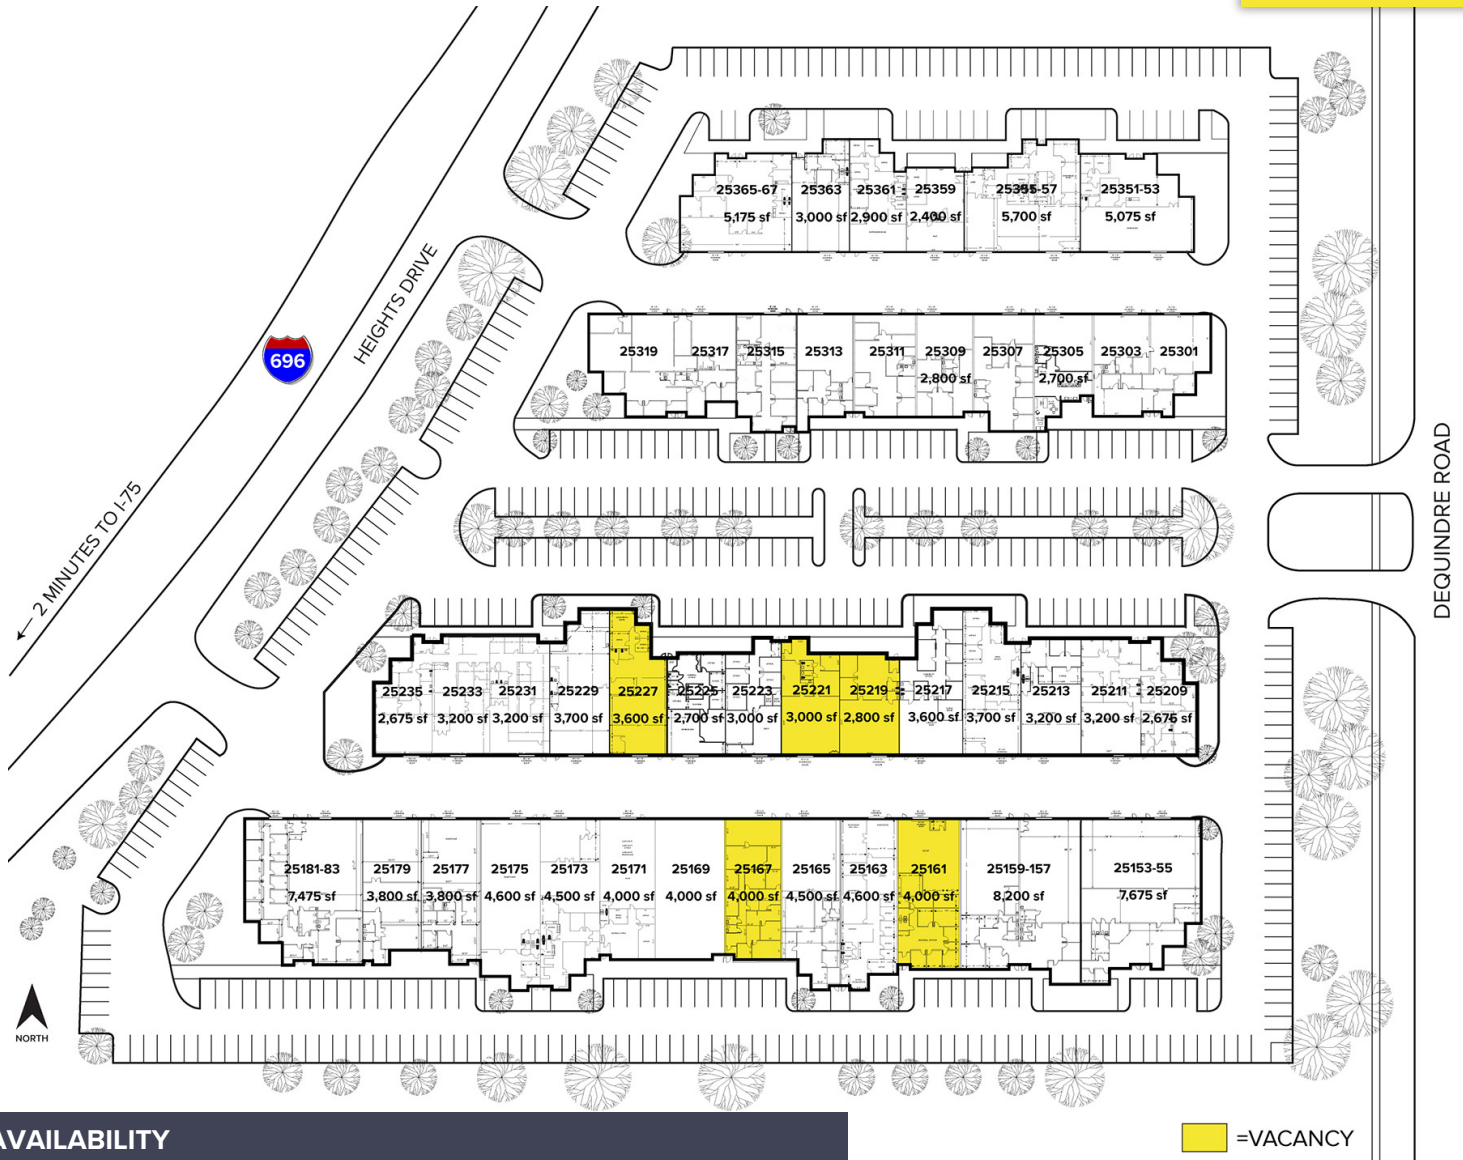 25365-67 25363 25361 25359 25351-53
5,175 sf 3,000 sf 2,900 sf 2,400 sf 5,700 sf 5,075 sf
HEIGHTS DRIVE
696
25319 25317 25315 25313 25311 25309 25307 25305 25303 25301
2,800 sf 2,700 sf
DEQUINDRE ROAD
2 MINUTES TO I-75
25235 25233 25231 25229 25227 25225 25223 25221 25219 25217 25215 25213 25211 25209
2,675 sf 3,200 sf 3,200 sf 3,700 sf 3,600 sf 2,700 sf 3,000 sf 3,000 sf 2,800 sf 3,600 sf 3,700 sf 3,200 sf 3,200 sf 2,675 sf
25181-83 25179 25177 25175 25173 25171 25169 25167 25165 25163 25161 25159-157 25153-55
7,475 sf 3,800 sf 3,800 sf 4,600 sf 4,500 sf 4,000 sf 4,000 sf 4,000 sf 4,500 sf 4,600 sf 4,000 sf 8,200 sf 7,675 sf
NORTH
AVAILABILITY
=VACANCY